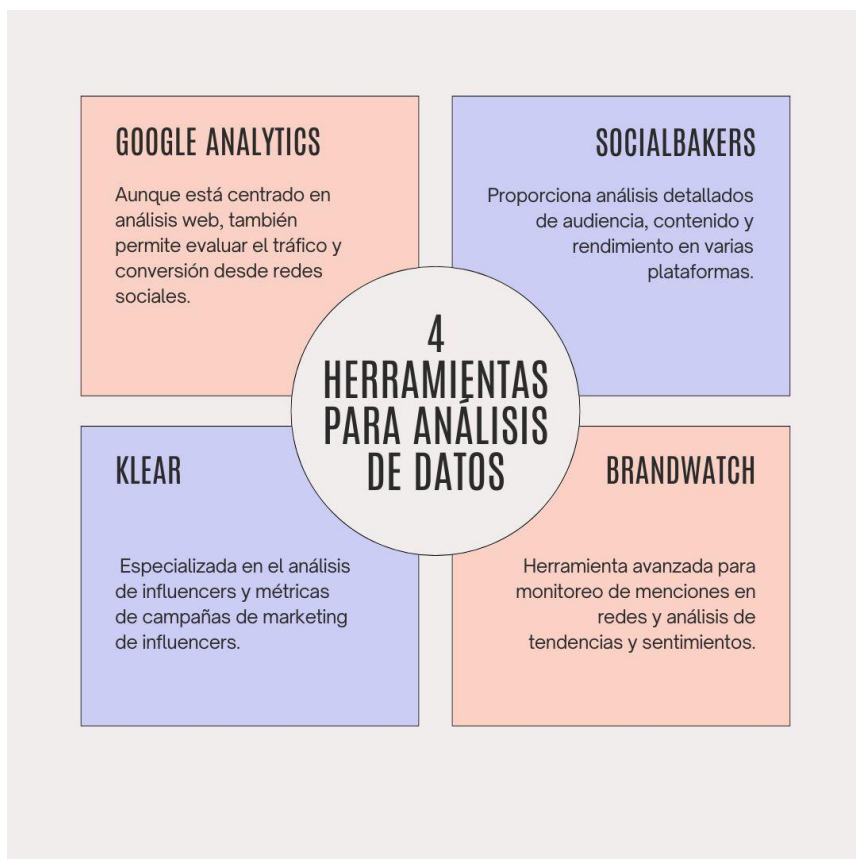 GOOGLE ANALYTICS
Aunque está centrado en
análisis web, también
permite evaluar el tráfico y
conversión desde redes
sociales.
SOCIALBAKERS
Proporciona análisis detallados
de audiencia, contenido y
rendimiento en varias
plataformas.
4
HERRAMIENTAS
PARA ANÁLISIS
DE DATOS
KLEAR
Especializada en el análisis
de influencers y métricas
de campañas de marketing
de influencers.
BRANDWATCH
Herramienta avanzada para
monitoreo de menciones en
redes y análisis de
tendencias y sentimientos.